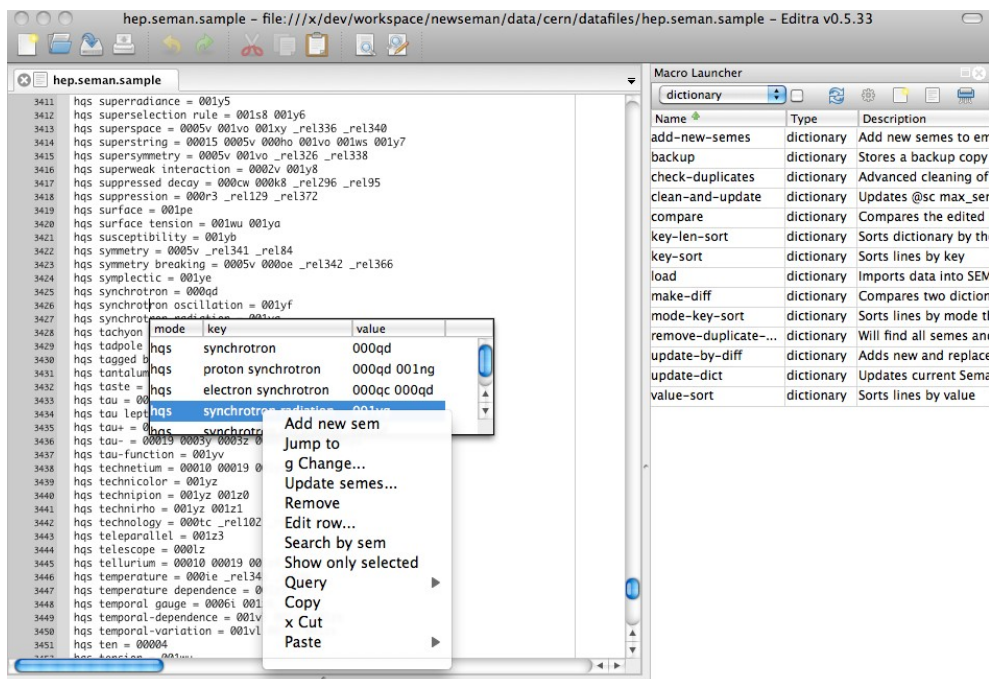 hep.seman.sample – file:///x/dev/workspace/newseman/data/cern/datafiles/hep.seman.sample – Editra v0.5.33
hep.seman.sample
3411 hqs superradiance = 001y5
3412 hqs superselection rule = 001s8 001y6
3413 hqs superspace = 0005v 001vo 001xy _rel336 _rel340
3414 hqs superstring = 00015 0005v 000ho 001vo 001ws 001y7
3415 hqs supersymmetry = 0005v 001vo _rel326 _rel338
3416 hqs superweak interaction = 0002v 001y8
3417 hqs suppressed decay = 000cw 000k8 _rel296 _rel95
3418 hqs suppression = 000r3 _rel129 _rel372
3419 hqs surface = 001pe
3420 hqs surface tension = 001wu 001ya
3421 hqs susceptibility = 001yb
3422 hqs symmetry = 0005v _rel341 _rel84
3423 hqs symmetry breaking = 0005v 000oe _rel342 _rel366
3424 hqs symplectic = 001ye
3425 hqs synchrotron = 000qd
3426 hqs synchrotron oscillation = 001yf
3427 hqs synchrotron radiation
3428 hqs tachyon
3429 hqs tadpole
3430 hqs tagged
3431 hqs tantalum
3432 hqs taste =
3433 hqs tau = 00
3434 hqs tau lept
3435 hqs tau+ = 0
3436 hqs tau- = 00019 0003y 0003z 0
3437 hqs tau-function = 001yv
3438 hqs technetium = 00010 00019 0
3439 hqs technicolor = 001yz
3440 hqs technipion = 001yz 001z0
3441 hqs technirho = 001yz 001z1
3442 hqs technology = 000tc _rel102
3443 hqs teleparallel = 001z3
3444 hqs telescope = 000lz
3445 hqs tellurium = 00010 00019 00
3446 hqs temperature = 000ie _rel34
3447 hqs temperature dependence = 0
3448 hqs temporal gauge = 0006i 001
3449 hqs temporal-dependence = 001v
3450 hqs temporal-variation = 001vl
3451 hqs ten = 00004
mode key value
hqs synchrotron 000qd
hqs proton synchrotron 000qd 001ng
hqs electron synchrotron 000qc 000qd
hqs synchrotron radiation
hqs synchrotr
Add new sem
Jump to
g Change...
Update semes...
Remove
Edit row...
Search by sem
Show only selected
Query
Copy
x Cut
Paste
Macro Launcher
dictionary
Name Type Description
add-new-semes dictionary Add new semes to em
backup dictionary Stores a backup copy
check-duplicates dictionary Advanced cleaning of
clean-and-update dictionary Updates @sc max_ser
compare dictionary Compares the edited
key-len-sort dictionary Sorts dictionary by th
key-sort dictionary Sorts lines by key
load dictionary Imports data into SEM
make-diff dictionary Compares two diction
mode-key-sort dictionary Sorts lines by mode th
remove-duplicate-... dictionary Will find all semes and
update-by-diff dictionary Adds new and replace
update-dict dictionary Updates current Sema
value-sort dictionary Sorts lines by value